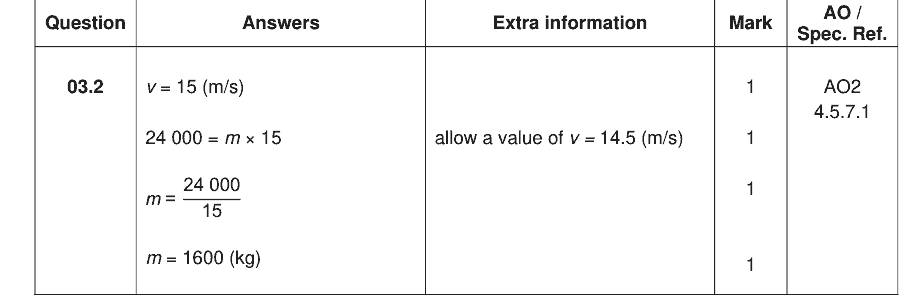 Question Answers Extra information Mark AO /
Spec. Ref.
03.2 v = 15 (m/s) 1 AO2
4.5.7.1
24 000 = m × 15 allow a value of v = 14.5 (m/s) 1
m = 24 000 / 15 1
m = 1600 (kg) 1